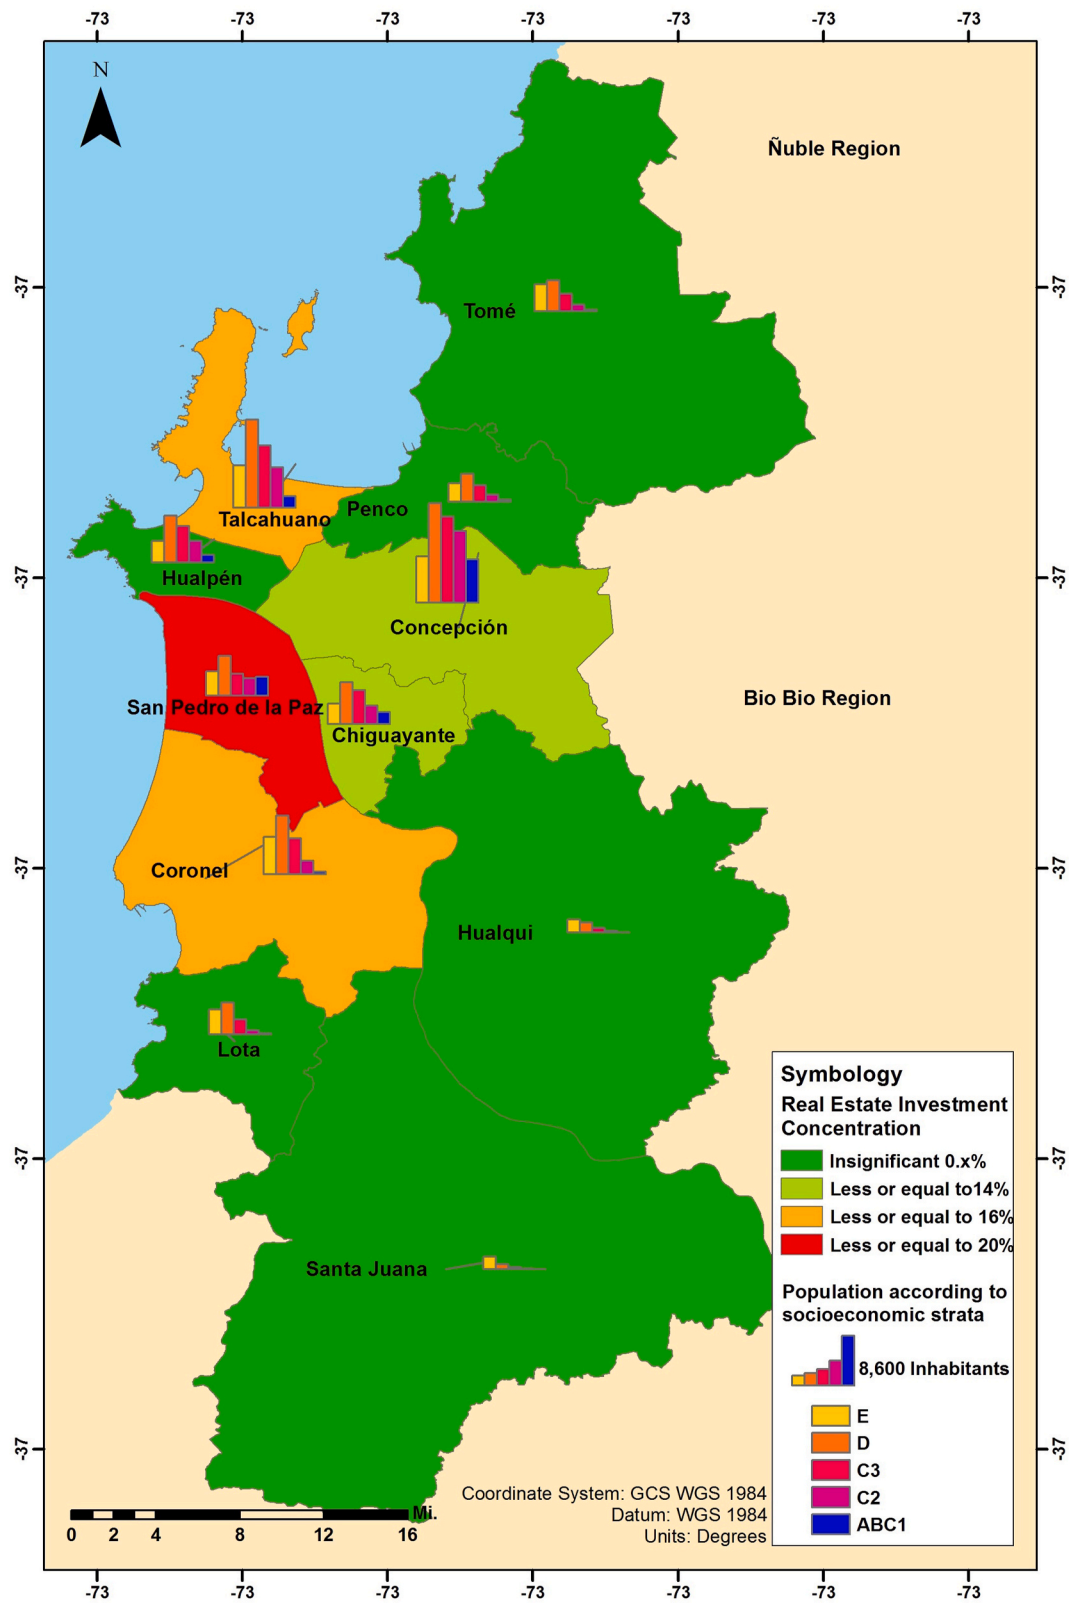 -73 -73 -73 -73 -73 -73 -73
N
Ñuble Region
-37 -37
Tomé
Penco
Talcahuano
-37 -37
Hualpén
Concepción
Bio Bio Region
San Pedro de la Paz
Chiguayante
-37 -37
Coronel
Hualqui
Lota
-37 -37
Santa Juana
-37 -37
Symbology
Real Estate Investment
Concentration
Insignificant 0.x%
Less or equal to14%
Less or equal to 16%
Less or equal to 20%
Population according to
socioeconomic strata
8,600 Inhabitants
E
D
C3
C2
ABC1
Coordinate System: GCS WGS 1984
Datum: WGS 1984
Units: Degrees
Mi.
0 2 4 8 12 16
-73 -73 -73 -73 -73 -73 -73